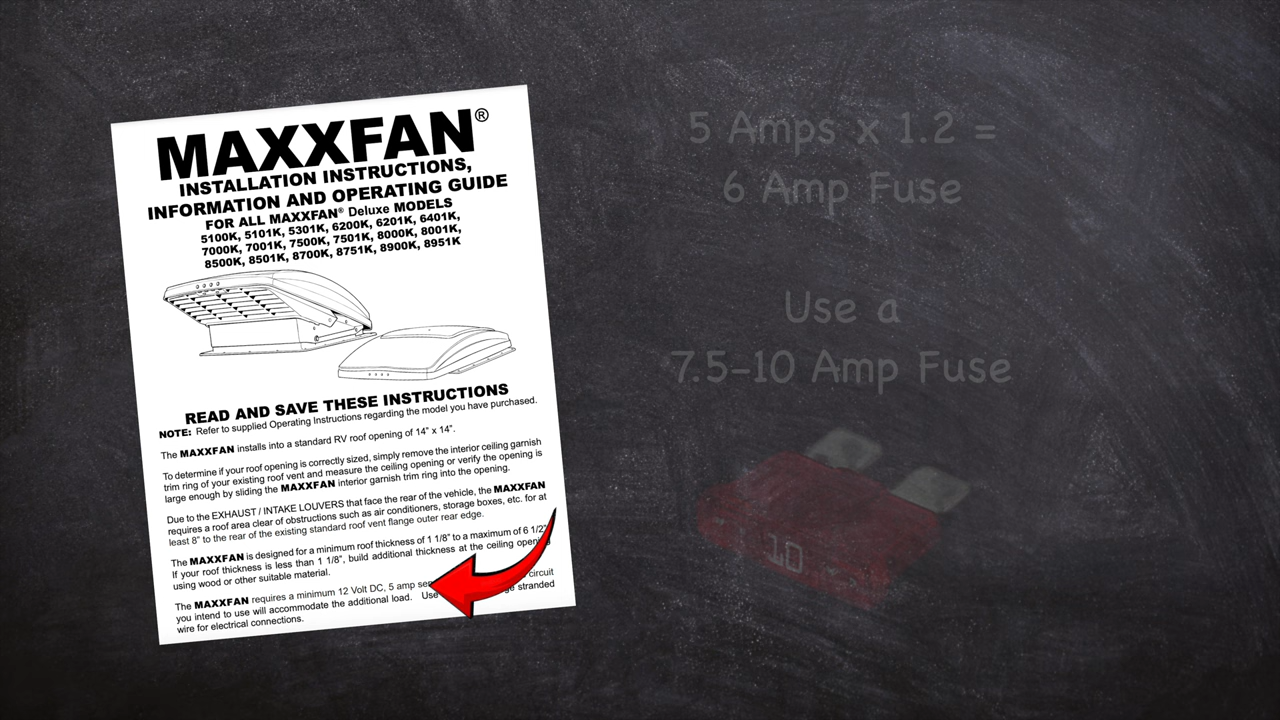 MAXXFAN®
INSTALLATION INSTRUCTIONS,
INFORMATION AND OPERATING GUIDE
FOR ALL MAXXFAN® Deluxe MODELS
5100K, 5101K, 5301K, 6200K, 6201K, 6401K,
7000K, 7001K, 7500K, 7501K, 8000K, 8001K,
8500K, 8501K, 8700K, 8751K, 8900K, 8951K
READ AND SAVE THESE INSTRUCTIONS
NOTE: Refer to supplied Operating Instructions regarding the model you have purchased.
The MAXXFAN installs into a standard RV roof opening of 14" x 14".
To determine if your roof opening is correctly sized, simply remove the interior ceiling garnish
trim ring of your existing roof vent and measure the ceiling opening or verify the opening is
large enough by sliding the MAXXFAN interior garnish trim ring into the opening.
Due to the EXHAUST / INTAKE LOUVERS that face the rear of the vehicle, the MAXXFAN
requires a roof area clear of obstructions such as air conditioners, storage boxes, etc. for at
least 8" to the rear of the existing standard roof vent flange outer rear edge.
The MAXXFAN is designed for a minimum roof thickness of 1 1/8" to a maximum of 6 1/2"
If your roof thickness is less than 1 1/8", build additional thickness at the ceiling opening
using wood or other suitable material.
The MAXXFAN requires a minimum 12 Volt DC, 5 amp circuit
you intend to use will accommodate the additional load. Use stranded
wire for electrical connections.
5 Amps x 1.2 =
6 Amp Fuse
Use a
7.5-10 Amp Fuse
10